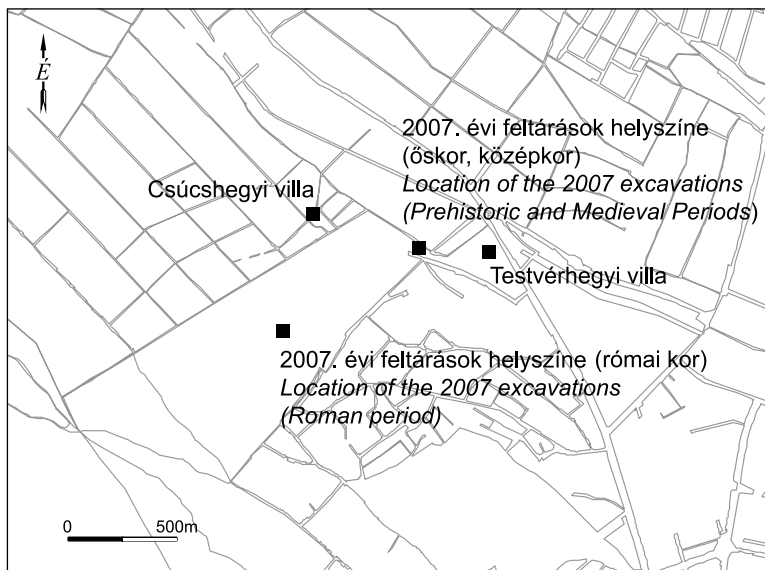 É
2007. évi feltárások helyszíne
(őskor, középkor)
Location of the 2007 excavations
(Prehistoric and Medieval Periods)
Csúcshegyi villa
Testvérhegyi villa
2007. évi feltárások helyszíne (római kor)
Location of the 2007 excavations
(Roman period)
0 500m